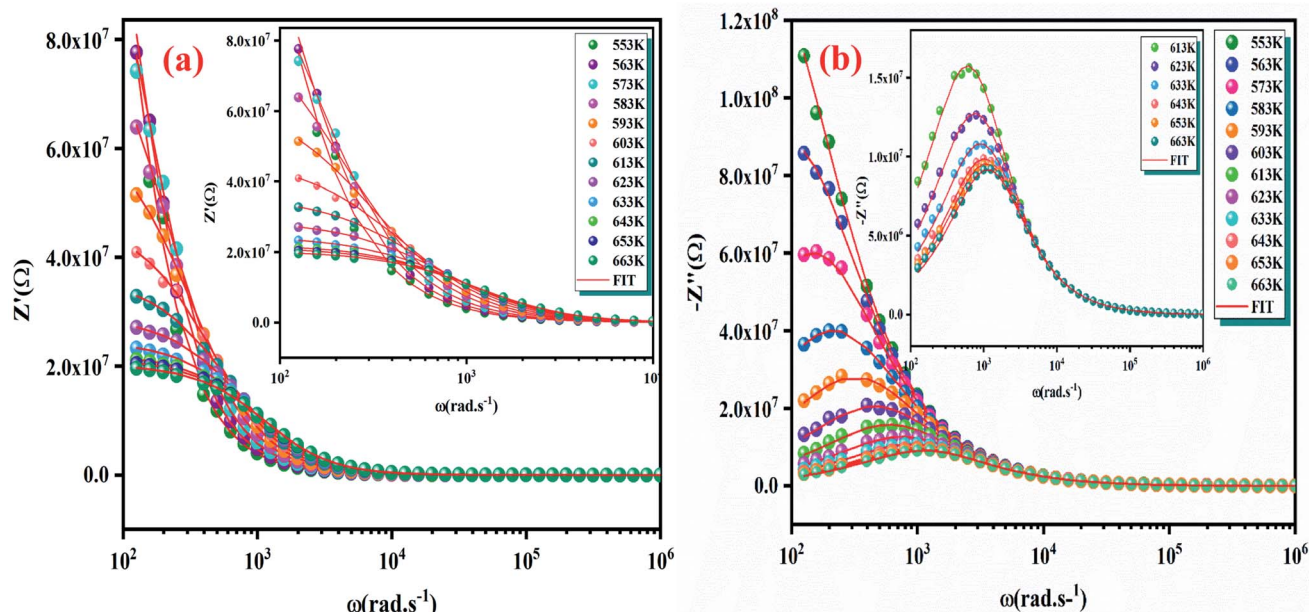 (a)
Z'(Ω)
8.0x10⁷
6.0x10⁷
4.0x10⁷
2.0x10⁷
0.0
10²
10³
10⁴
10⁵
10⁶
ω(rad.s⁻¹)
Z'(Ω)
8.0x10⁷
6.0x10⁷
4.0x10⁷
2.0x10⁷
0.0
10²
10³
10
ω(rad.s⁻¹)
553K
563K
573K
583K
593K
603K
613K
623K
633K
643K
653K
663K
FIT
(b)
-Z''(Ω)
1.2x10⁸
1.0x10⁸
8.0x10⁷
6.0x10⁷
4.0x10⁷
2.0x10⁷
0.0
10²
10³
10⁴
10⁵
10⁶
ω(rad.s-¹)
-Z''(Ω)
1.5x10⁷
1.0x10⁷
5.0x10⁶
0.0
10²
10³
10⁴
10⁵
10⁶
ω(rad.s⁻¹)
613K
623K
633K
643K
653K
663K
FIT
553K
563K
573K
583K
593K
603K
613K
623K
633K
643K
653K
663K
FIT